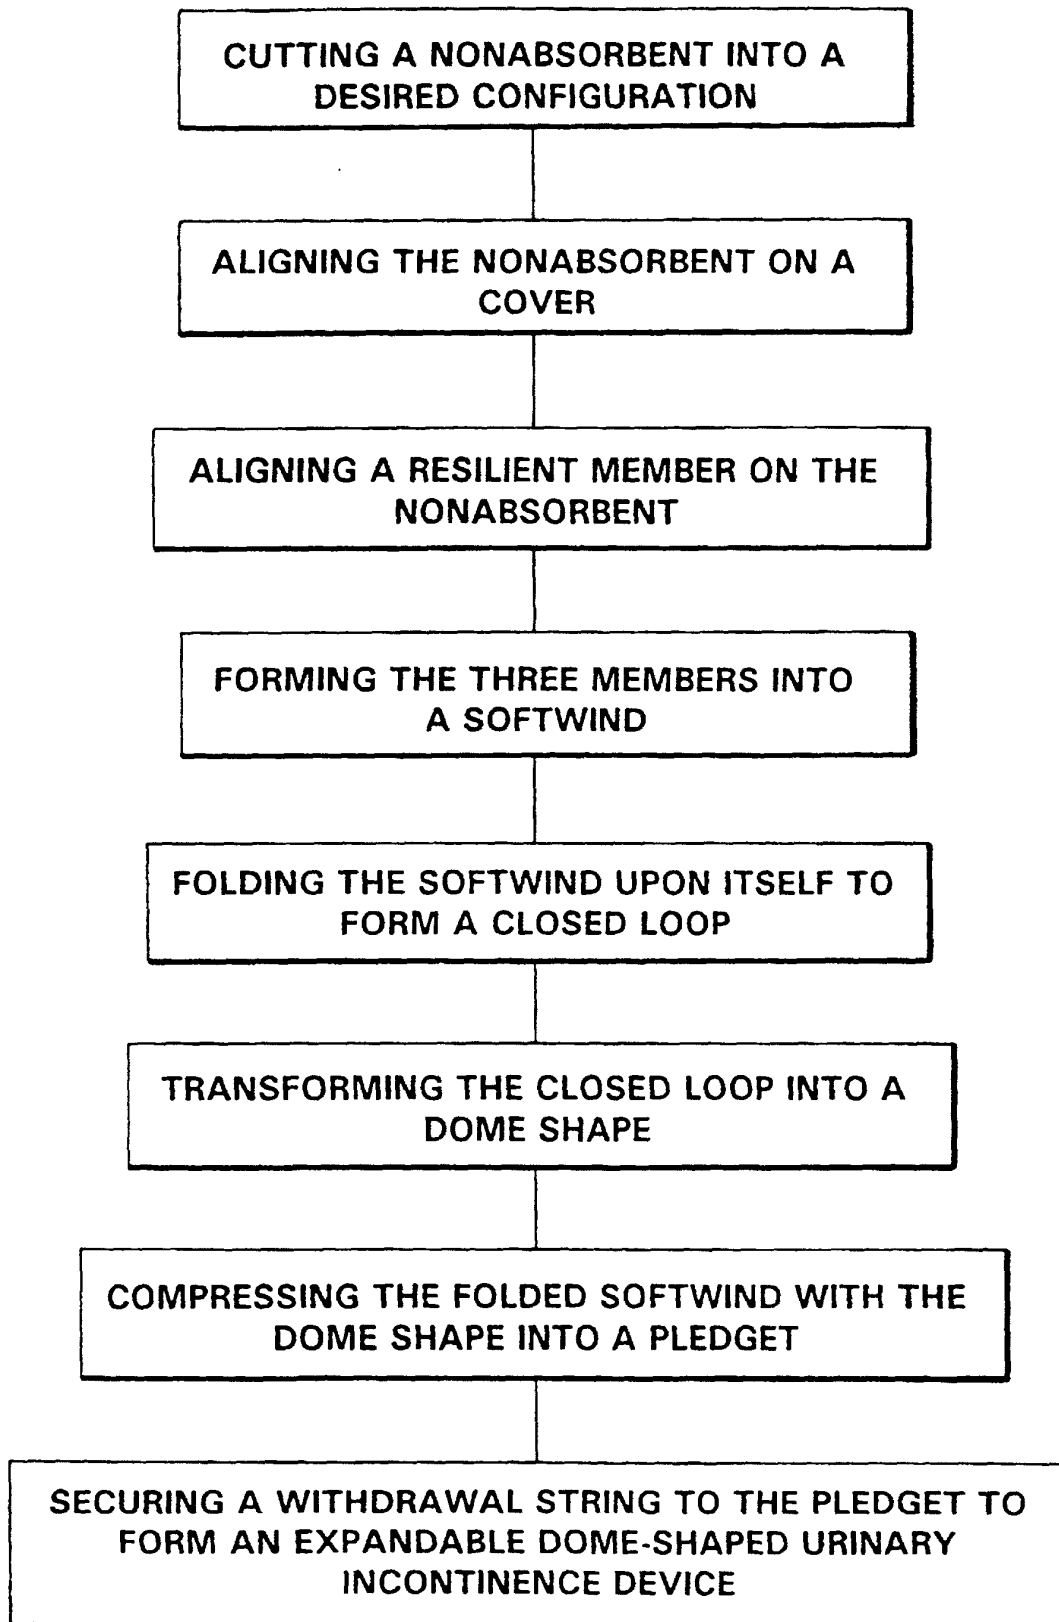 CUTTING A NONABSORBENT INTO A
DESIRED CONFIGURATION
ALIGNING THE NONABSORBENT ON A
COVER
ALIGNING A RESILIENT MEMBER ON THE
NONABSORBENT
FORMING THE THREE MEMBERS INTO
A SOFTWIND
FOLDING THE SOFTWIND UPON ITSELF TO
FORM A CLOSED LOOP
TRANSFORMING THE CLOSED LOOP INTO A
DOME SHAPE
COMPRESSING THE FOLDED SOFTWIND WITH THE
DOME SHAPE INTO A PLEDGET
SECURING A WITHDRAWAL STRING TO THE PLEDGET TO
FORM AN EXPANDABLE DOME-SHAPED URINARY
INCONTINENCE DEVICE